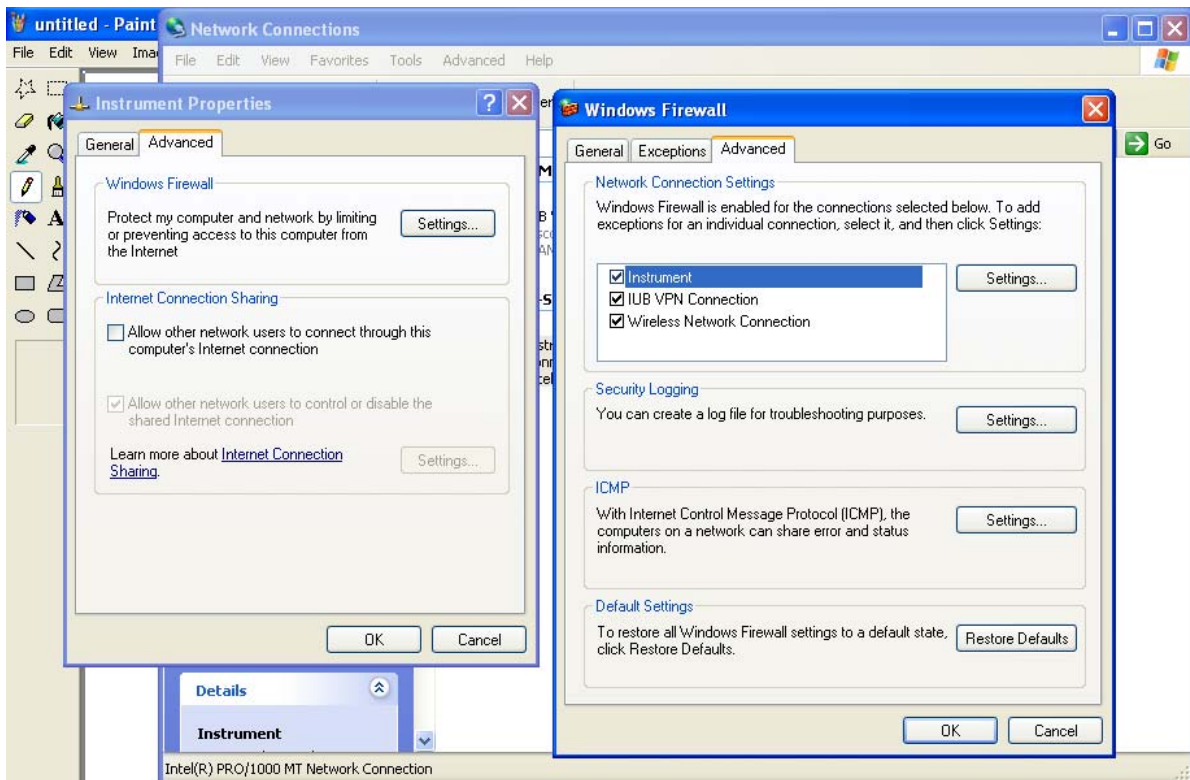 untitled - Paint
File Edit View Ima
Network Connections
File Edit View Favorites Tools Advanced Help
Go
Instrument Properties
General Advanced
Windows Firewall
Protect my computer and network by limiting
or preventing access to this computer from
the Internet
Settings...
Internet Connection Sharing
Allow other network users to connect through this
computer's Internet connection
Allow other network users to control or disable the
shared Internet connection
Learn more about Internet Connection
Sharing.
Settings...
OK Cancel
Windows Firewall
General Exceptions Advanced
Network Connection Settings
Windows Firewall is enabled for the connections selected below. To add
exceptions for an individual connection, select it, and then click Settings:
Instrument
IUB VPN Connection
Wireless Network Connection
Settings...
Security Logging
You can create a log file for troubleshooting purposes.
Settings...
ICMP
With Internet Control Message Protocol (ICMP), the
computers on a network can share error and status
information.
Settings...
Default Settings
To restore all Windows Firewall settings to a default state,
click Restore Defaults.
Restore Defaults
OK Cancel
Details
Instrument
Intel(R) PRO/1000 MT Network Connection